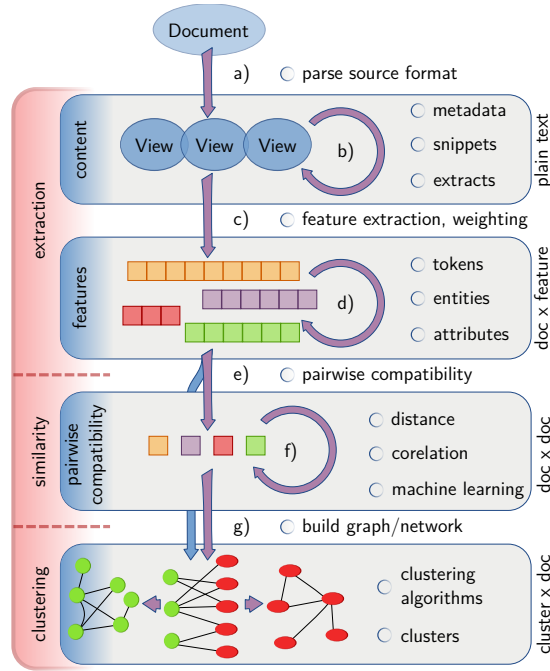 Document
a) parse source format
extraction
content
View View View
b)
metadata
snippets
extracts
plain text
c) feature extraction, weighting
features
d)
tokens
entities
attributes
doc x feature
e) pairwise compatibility
similarity
pairwise
compatibility
f)
distance
corelation
machine learning
doc x doc
g) build graph/network
clustering
clustering
algorithms
clusters
cluster x doc